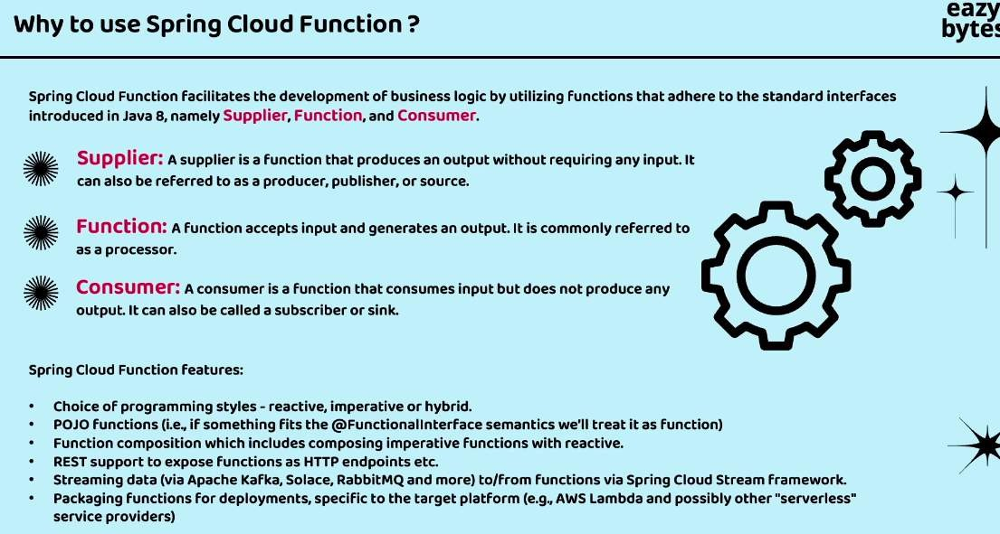 Why to use Spring Cloud Function ?
eazy
bytes
Spring Cloud Function facilitates the development of business logic by utilizing functions that adhere to the standard interfaces
introduced in Java 8, namely Supplier, Function, and Consumer.
Supplier: A supplier is a function that produces an output without requiring any input. It
can also be referred to as a producer, publisher, or source.
Function: A function accepts input and generates an output. It is commonly referred to
as a processor.
Consumer: A consumer is a function that consumes input but does not produce any
output. It can also be called a subscriber or sink.
Spring Cloud Function features:
• Choice of programming styles - reactive, imperative or hybrid.
• POJO functions (i.e., if something fits the @FunctionalInterface semantics we'll treat it as function)
• Function composition which includes composing imperative functions with reactive.
• REST support to expose functions as HTTP endpoints etc.
• Streaming data (via Apache Kafka, Solace, RabbitMQ and more) to/from functions via Spring Cloud Stream framework.
• Packaging functions for deployments, specific to the target platform (e.g., AWS Lambda and possibly other "serverless"
service providers)